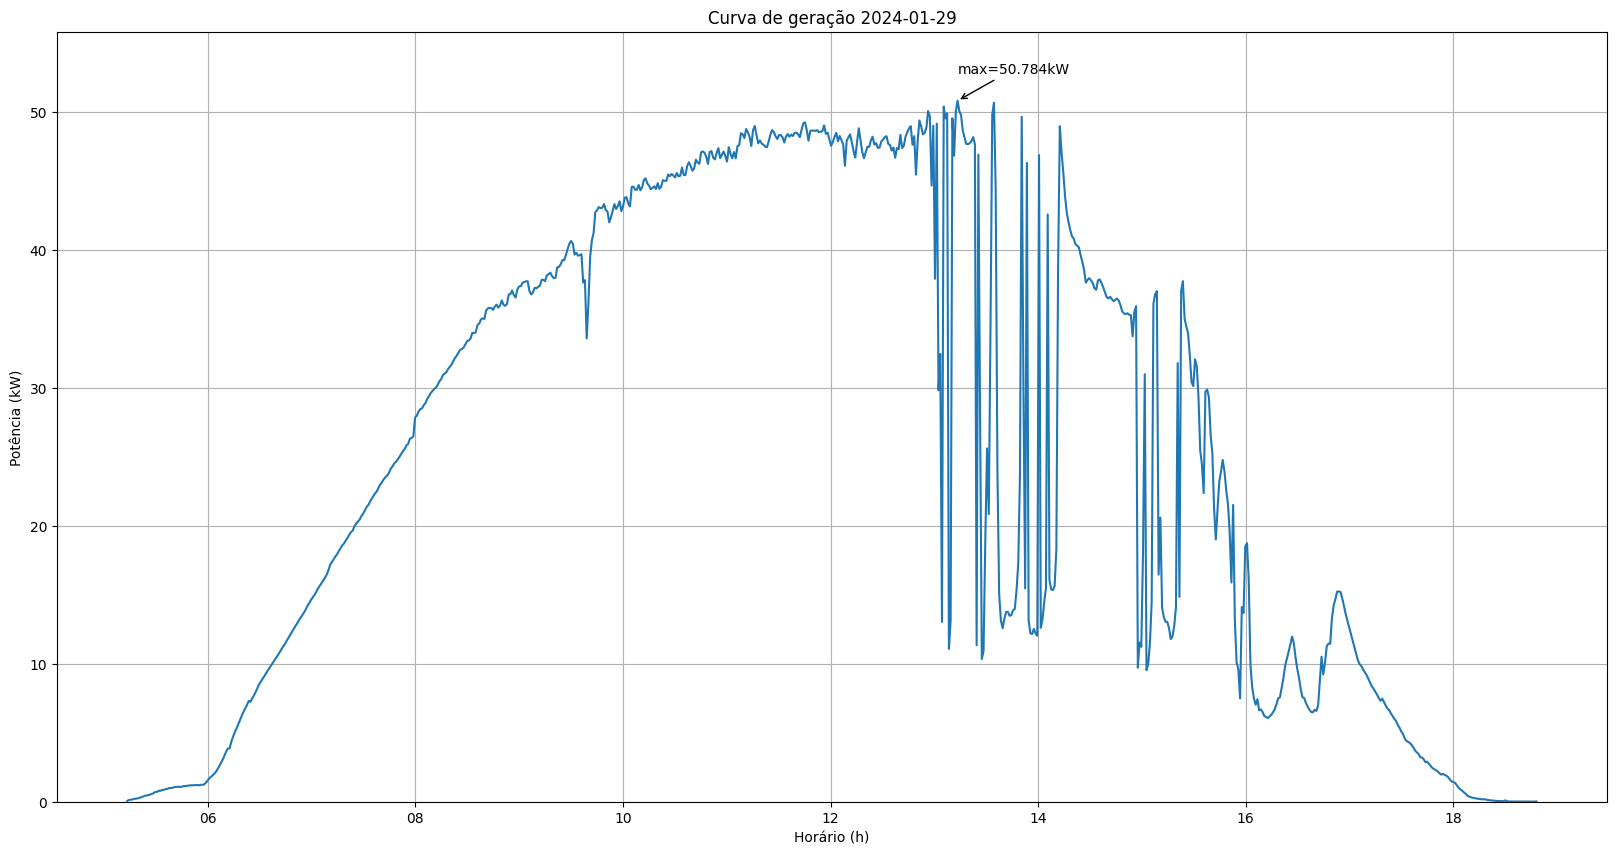 Curva de geração 2024-01-29
max=50.784kW
Potência (kW)
50
40
30
20
10
0
06 08 10 12 14 16 18
Horário (h)